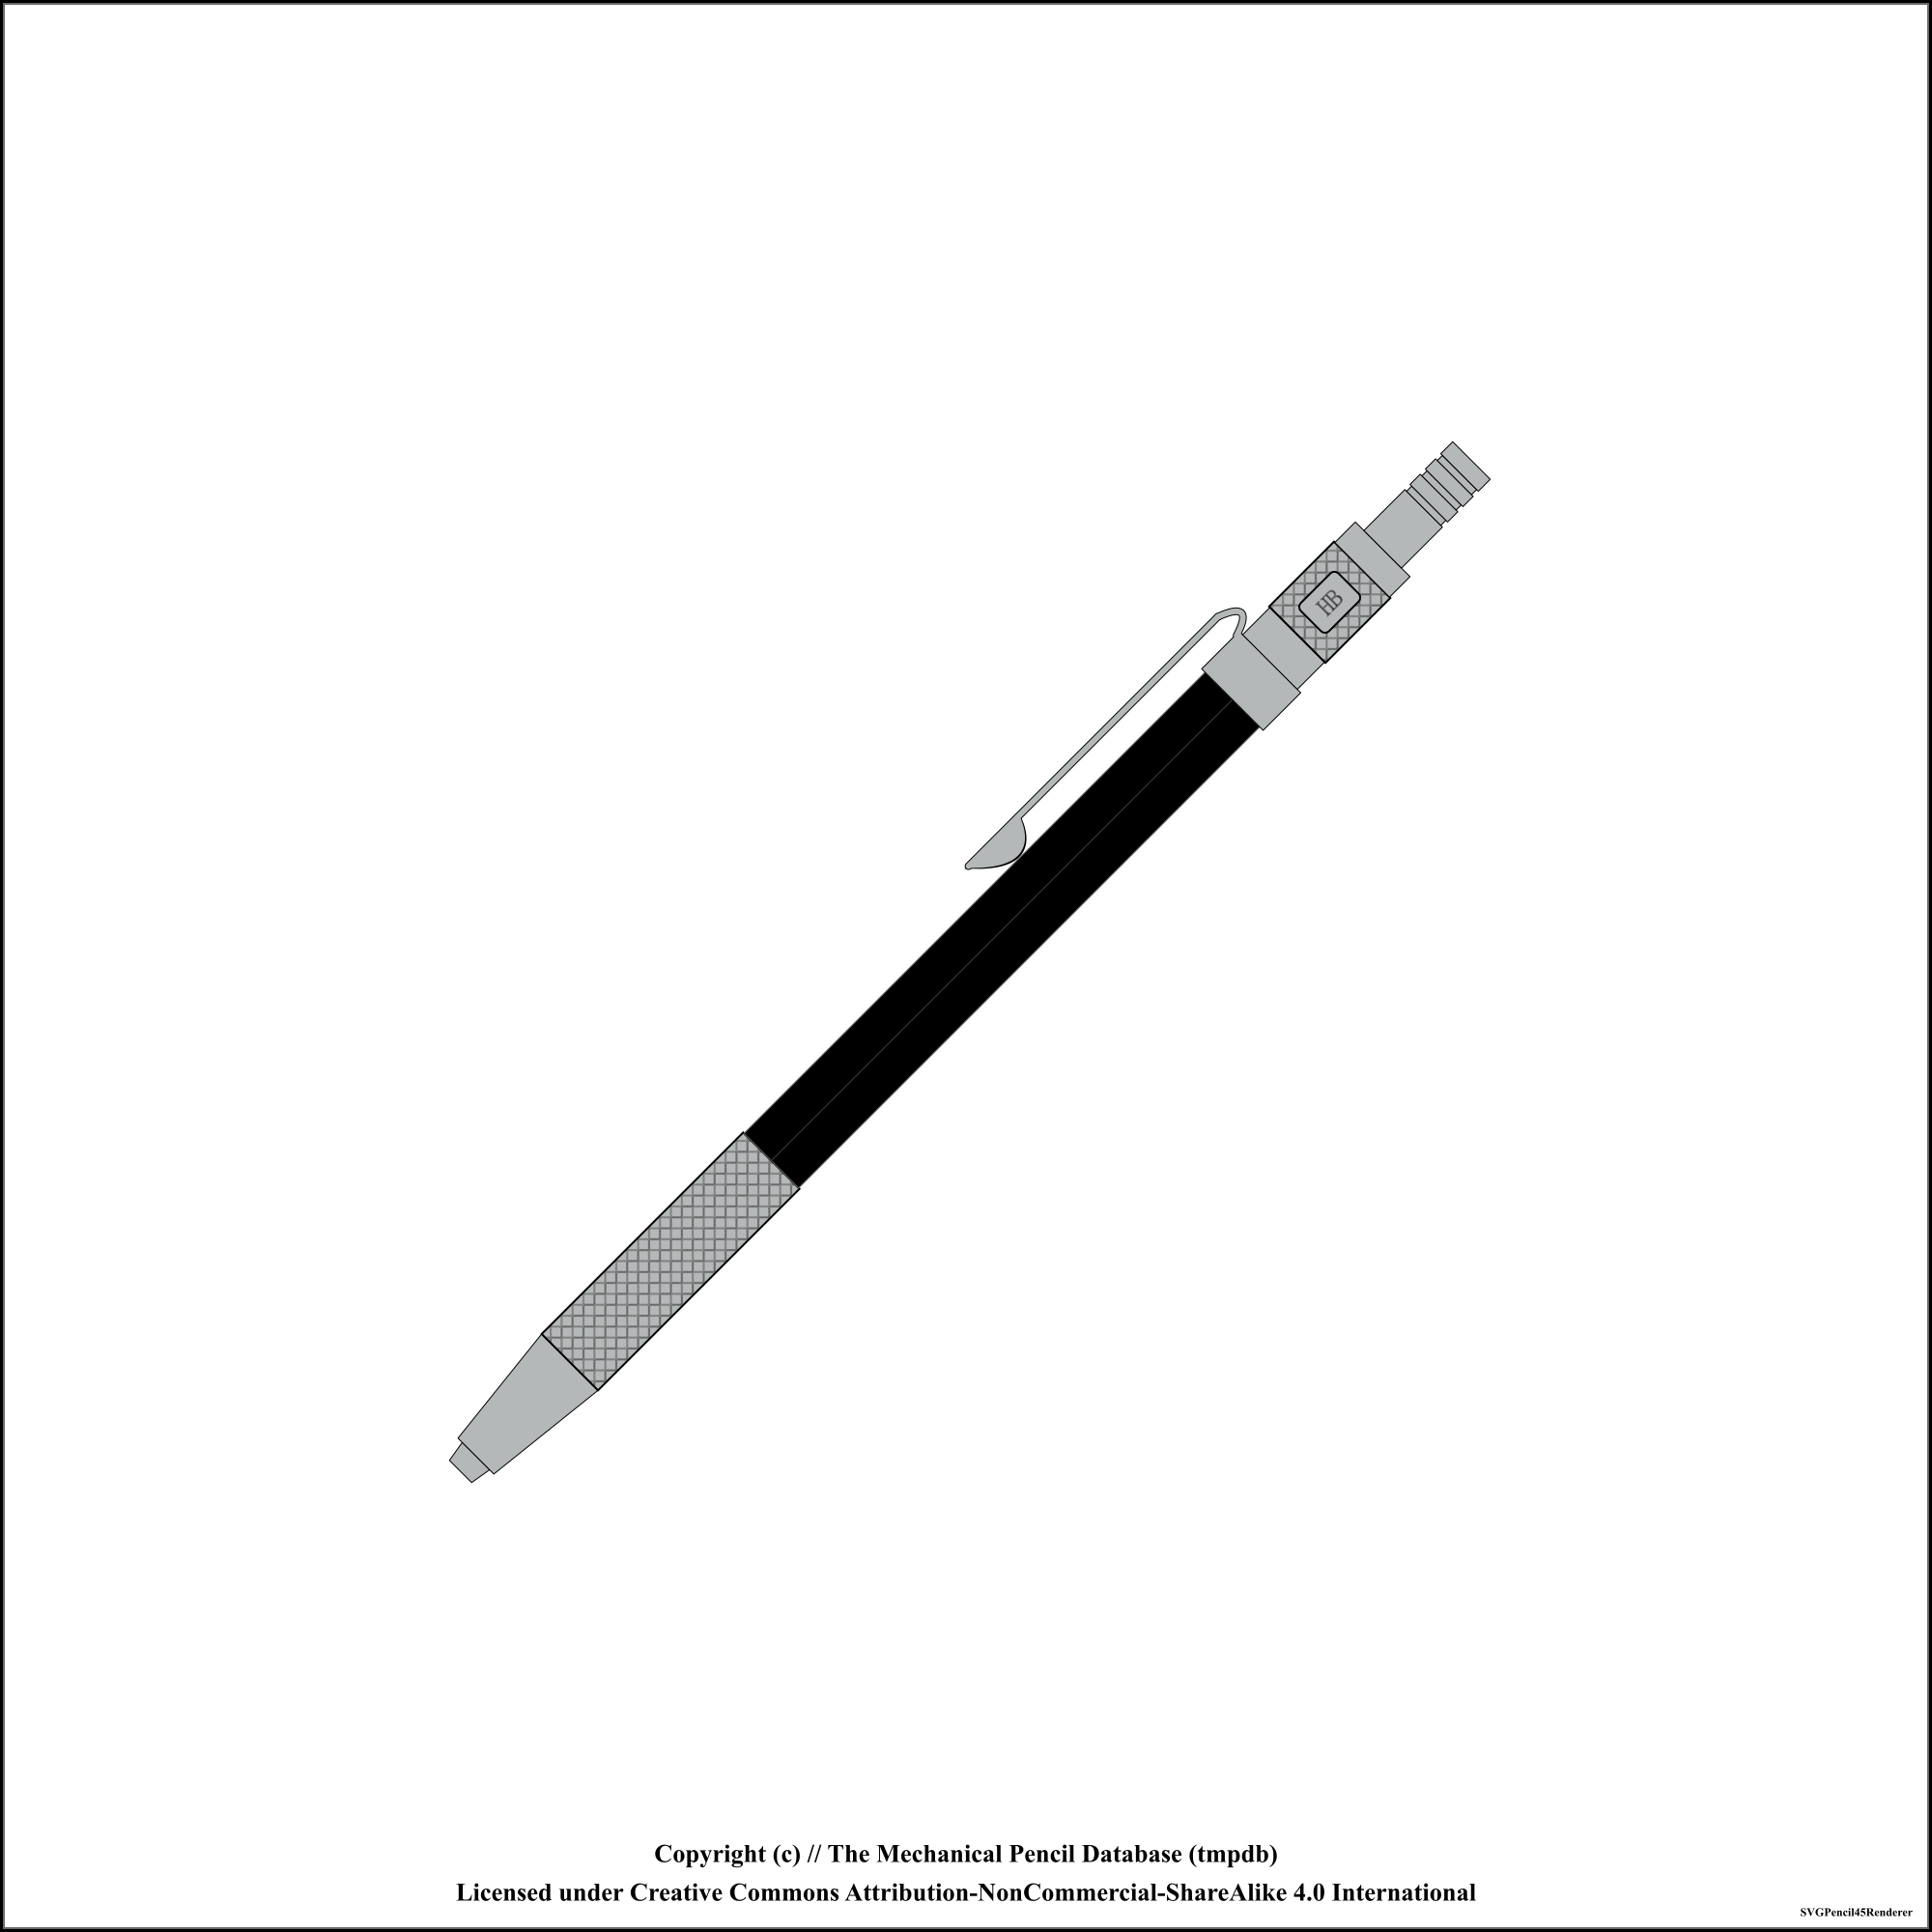 HB
Copyright (c) // The Mechanical Pencil Database (tmpdb)
Licensed under Creative Commons Attribution-NonCommercial-ShareAlike 4.0 International
SVGPencil45Renderer